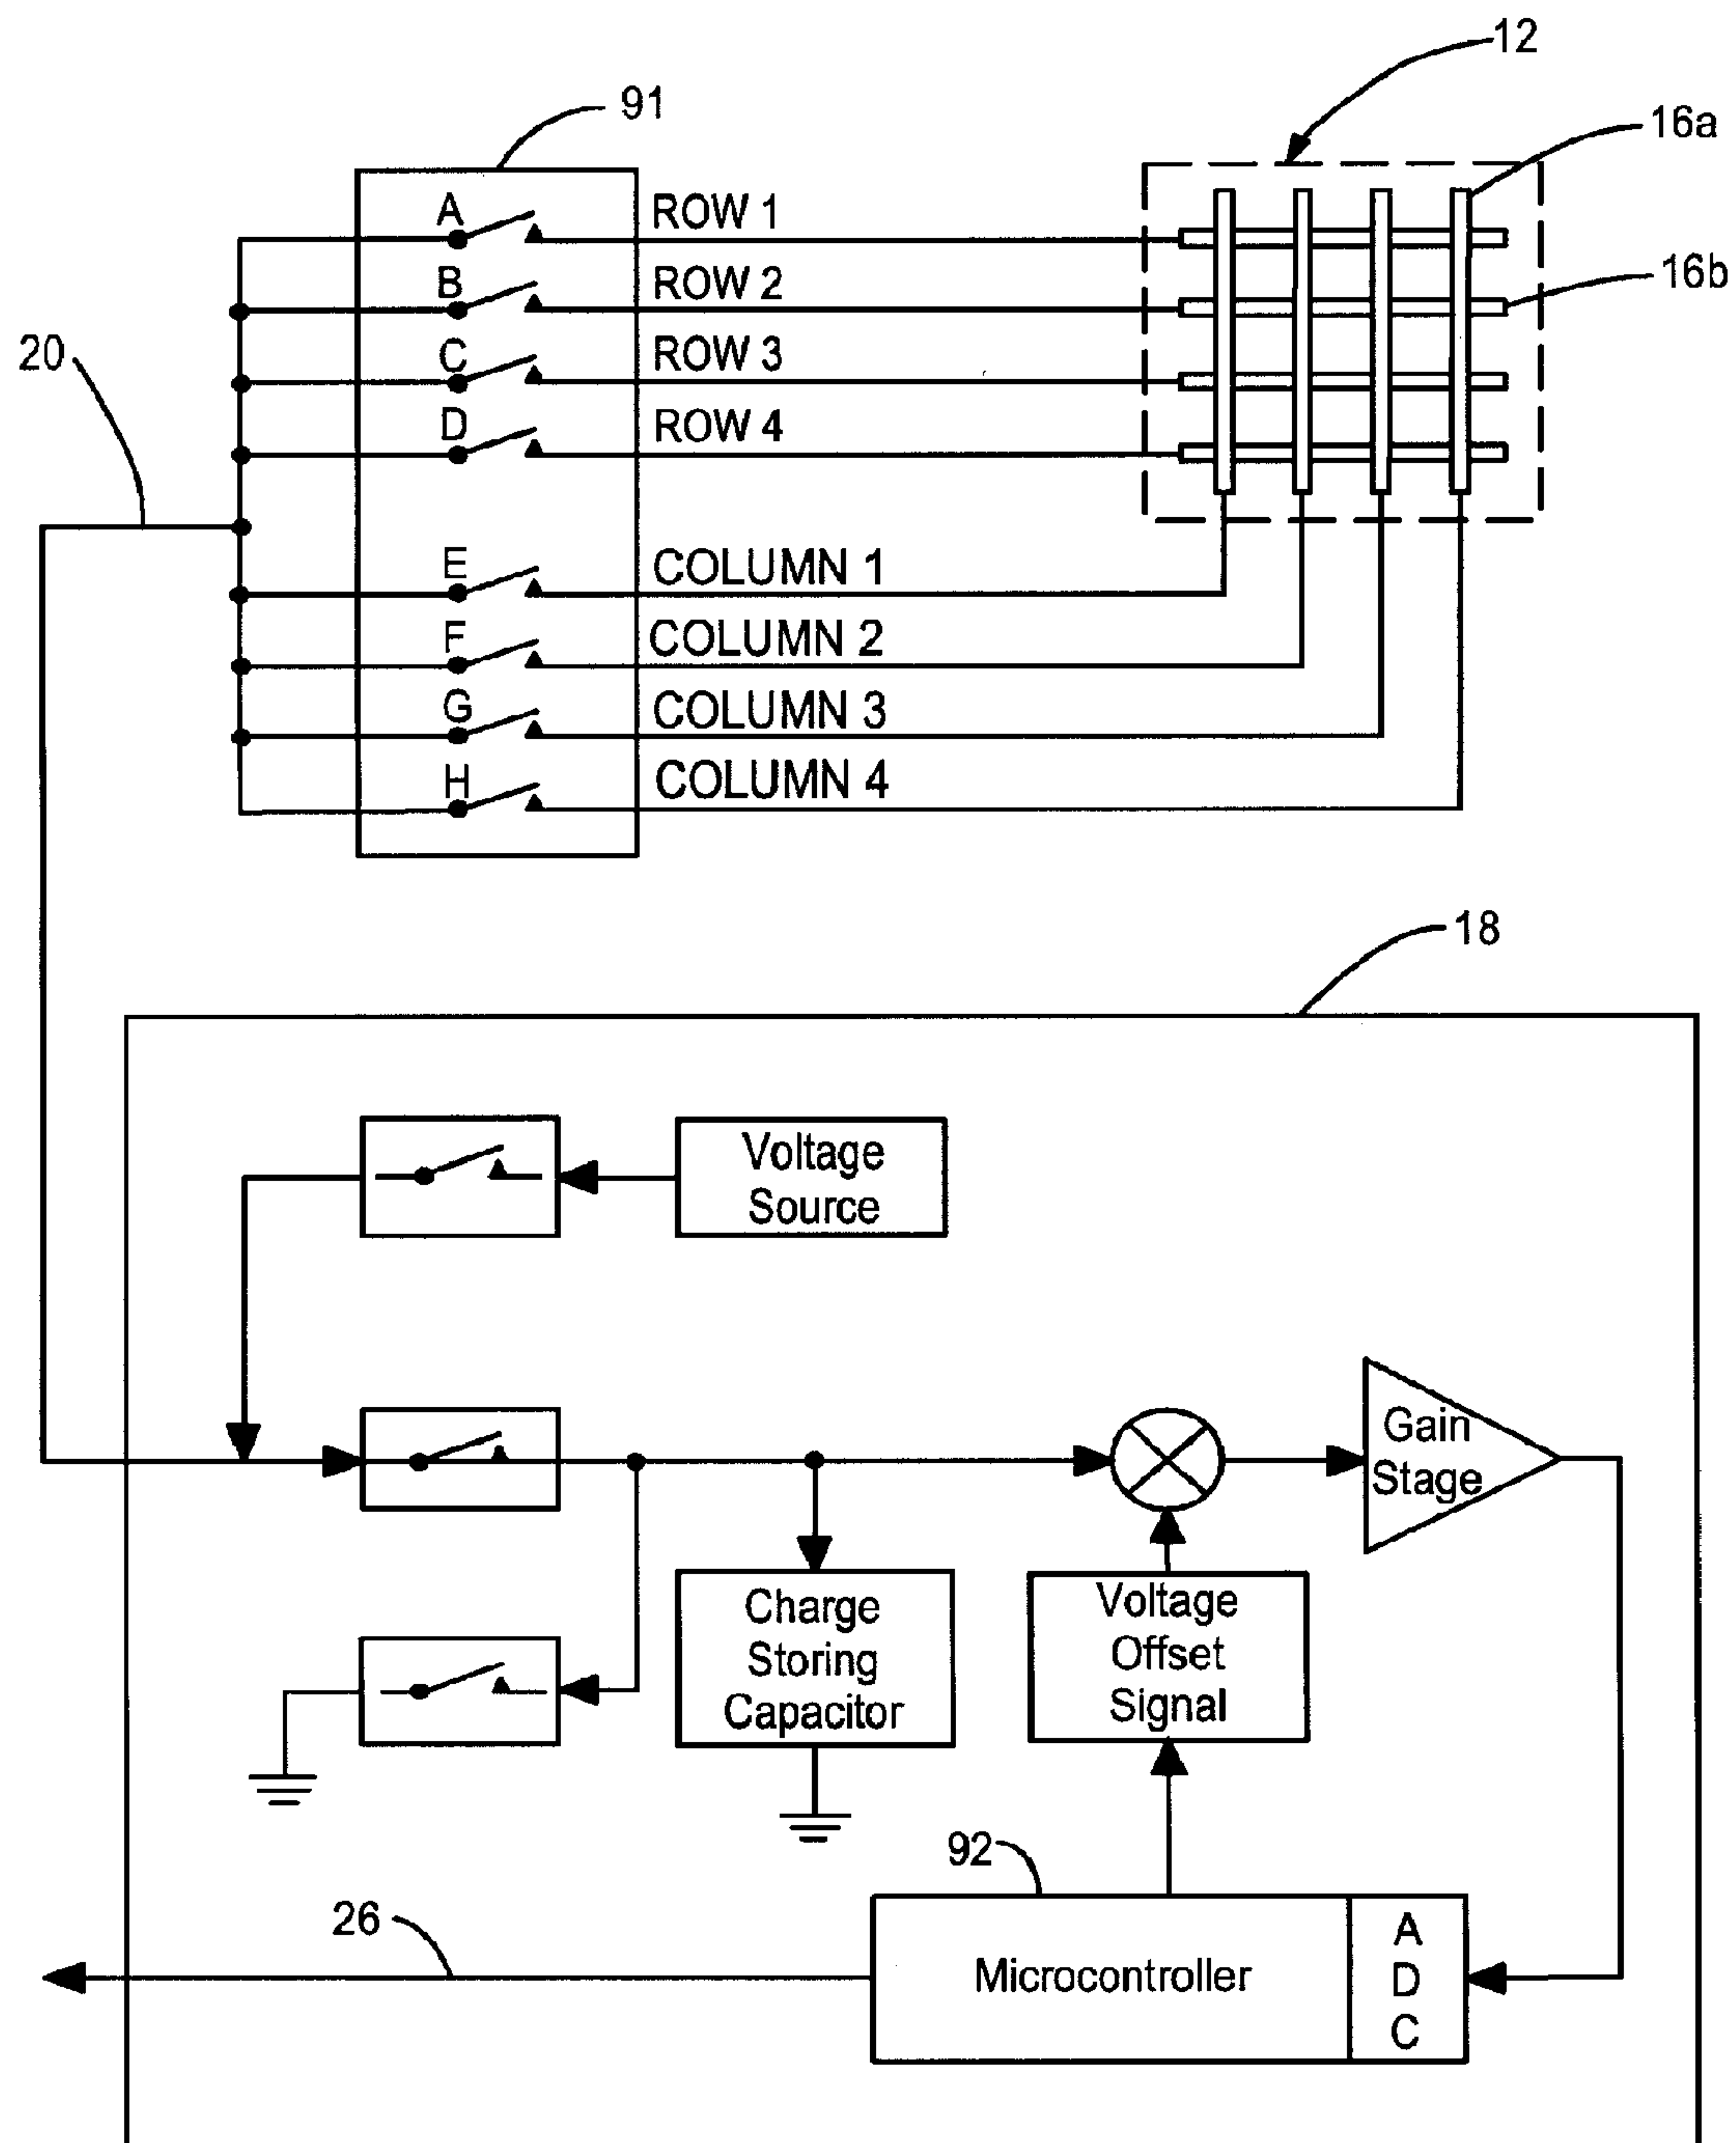 12
91
16a
A
ROW 1
B
ROW 2
16b
20
C
ROW 3
D
ROW 4
E
COLUMN 1
F
COLUMN 2
G
COLUMN 3
H
COLUMN 4
18
Voltage
Source
Gain
Stage
Charge
Storing
Capacitor
Voltage
Offset
Signal
92
26
Microcontroller
A
D
C